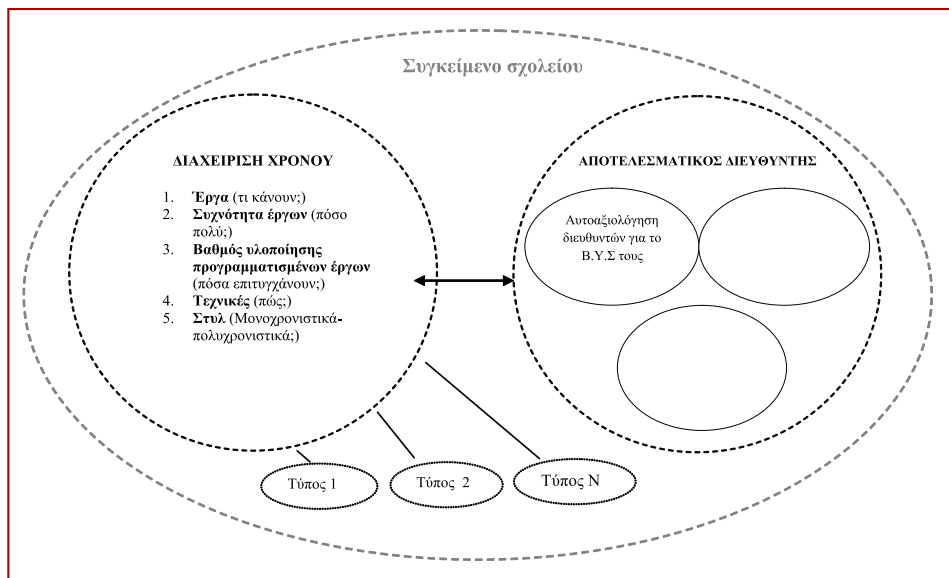 Συγκείμενο σχολείου
ΔΙΑΧΕΙΡΙΣΗ ΧΡΟΝΟΥ
1. Έργα (τι κάνουν;)
2. Συχνότητα έργων (πόσο
πολύ;)
3. Βαθμός υλοποίησης
προγραμματισμένων έργων
(πόσα επιτυγχάνουν;)
4. Τεχνικές (πώς;)
5. Στυλ (Μονοχρονιστικά-
πολυχρονιστικά;)
ΑΠΟΤΕΛΕΣΜΑΤΙΚΟΣ ΔΙΕΥΘΥΝΤΗΣ
Αυτοαξιολόγηση
διευθυντών για το
Β.Υ.Σ τους
Τύπος 1
Τύπος 2
Τύπος Ν